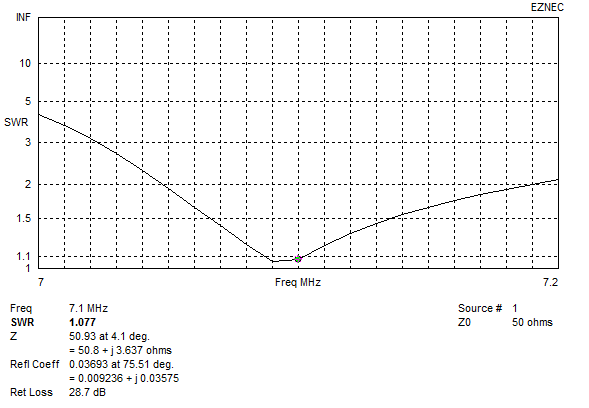 EZNEC
INF
10
5
SWR
3
2
1.5
1.1
1
7 Freq MHz 7.2
Freq 7.1 MHz Source # 1
SWR 1.077 Z0 50 ohms
Z 50.93 at 4.1 deg.
= 50.8 + j 3.637 ohms
Refl Coeff 0.03693 at 75.51 deg.
= 0.009236 + j 0.03575
Ret Loss 28.7 dB